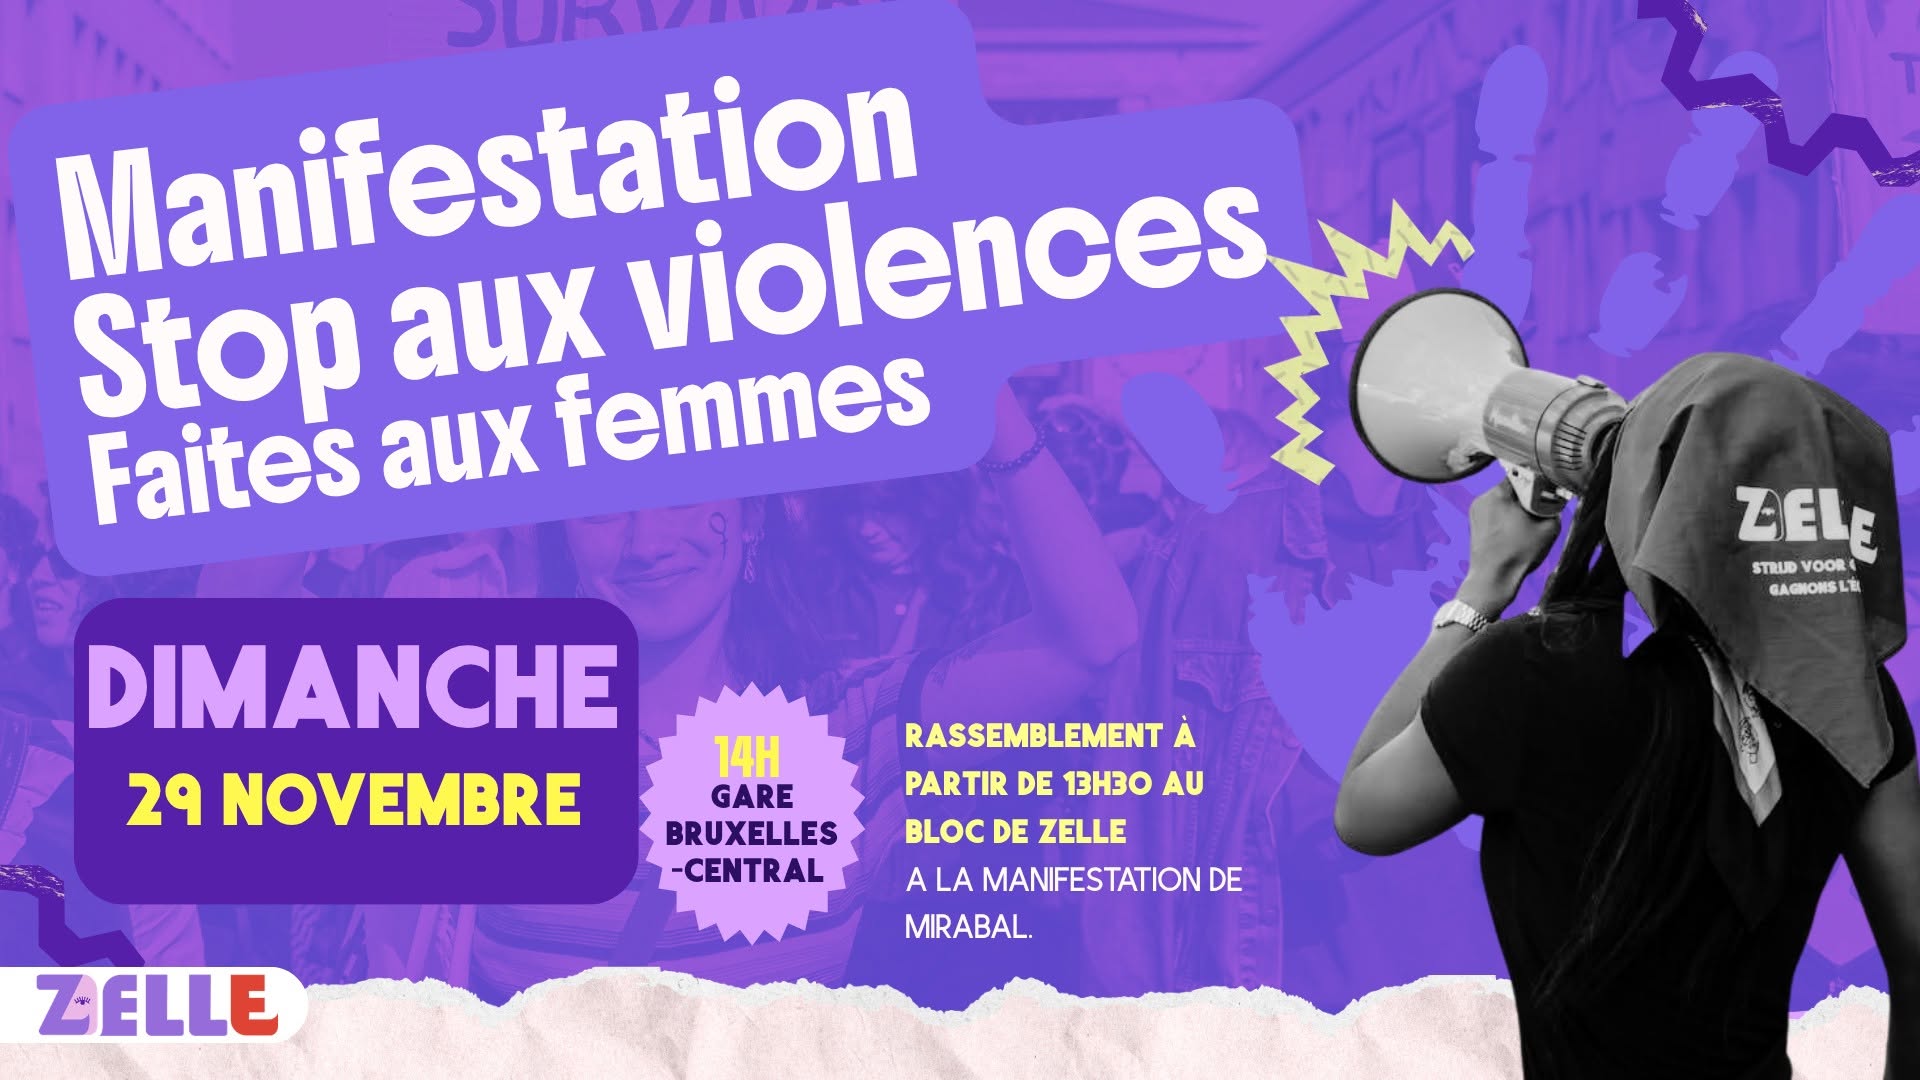 SURVIVOR
Manifestation
Stop aux violences
Faites aux femmes
DIMANCHE
29 NOVEMBRE
14H
GARE
BRUXELLES
-CENTRAL
RASSEMBLEMENT À
PARTIR DE 13H30 AU
BLOC DE ZELLE
A LA MANIFESTATION DE
MIRABAL.
ZELLE
STRIJD VOOR
GAGNONS
ZELLE